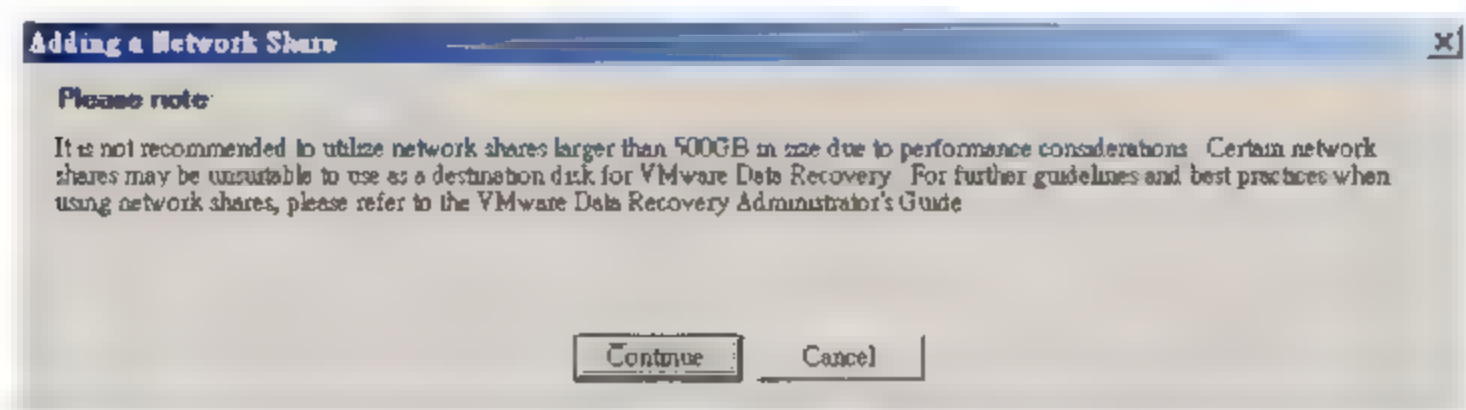 Adding a Network Share
Please note:
It is not recommended to utilize network shares larger than 500GB in size due to performance considerations. Certain network
shares may be unsuitable to use as a destination disk for VMware Data Recovery. For further guidelines and best practices when
using network shares, please refer to the VMware Data Recovery Administrator's Guide
Continue
Cancel